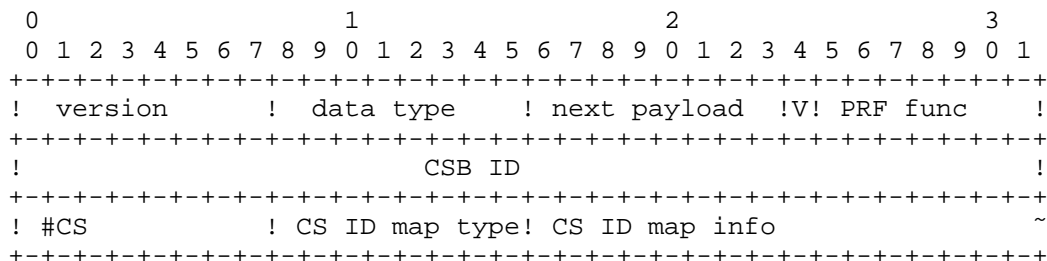 0                   1                   2                   3
 0 1 2 3 4 5 6 7 8 9 0 1 2 3 4 5 6 7 8 9 0 1 2 3 4 5 6 7 8 9 0 1
+-+-+-+-+-+-+-+-+-+-+-+-+-+-+-+-+-+-+-+-+-+-+-+-+-+-+-+-+-+-+-+-+
!  version      !  data type    ! next payload  !V! PRF func    !
+-+-+-+-+-+-+-+-+-+-+-+-+-+-+-+-+-+-+-+-+-+-+-+-+-+-+-+-+-+-+-+-+
!                         CSB ID                                !
+-+-+-+-+-+-+-+-+-+-+-+-+-+-+-+-+-+-+-+-+-+-+-+-+-+-+-+-+-+-+-+-+
! #CS           ! CS ID map type! CS ID map info                ~
+-+-+-+-+-+-+-+-+-+-+-+-+-+-+-+-+-+-+-+-+-+-+-+-+-+-+-+-+-+-+-+-+